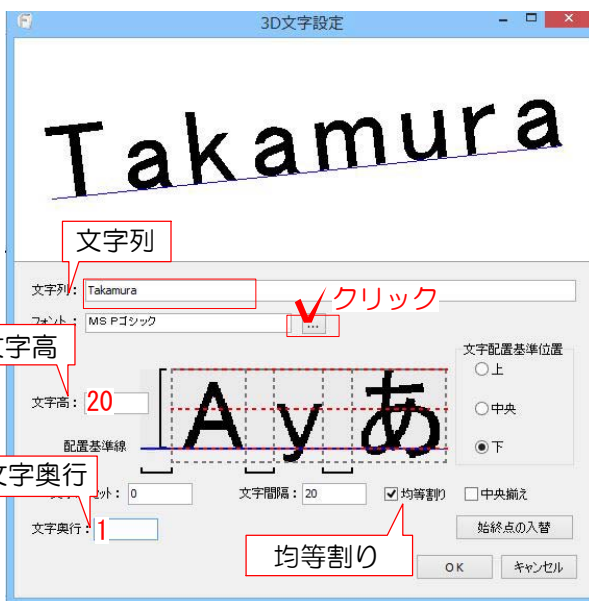 3D文字設定
Takamura
文字列
文字列： Takamura
クリック
フォント： MS Pゴシック ...
文字高
文字配置基準位置
上
文字高： 20
Ayあ
中央
配置基準線
下
文字奥行
文字間隔： 20
均等割り
中央揃え
文字奥行： 1
始終点の入替
均等割り
OK
キャンセル